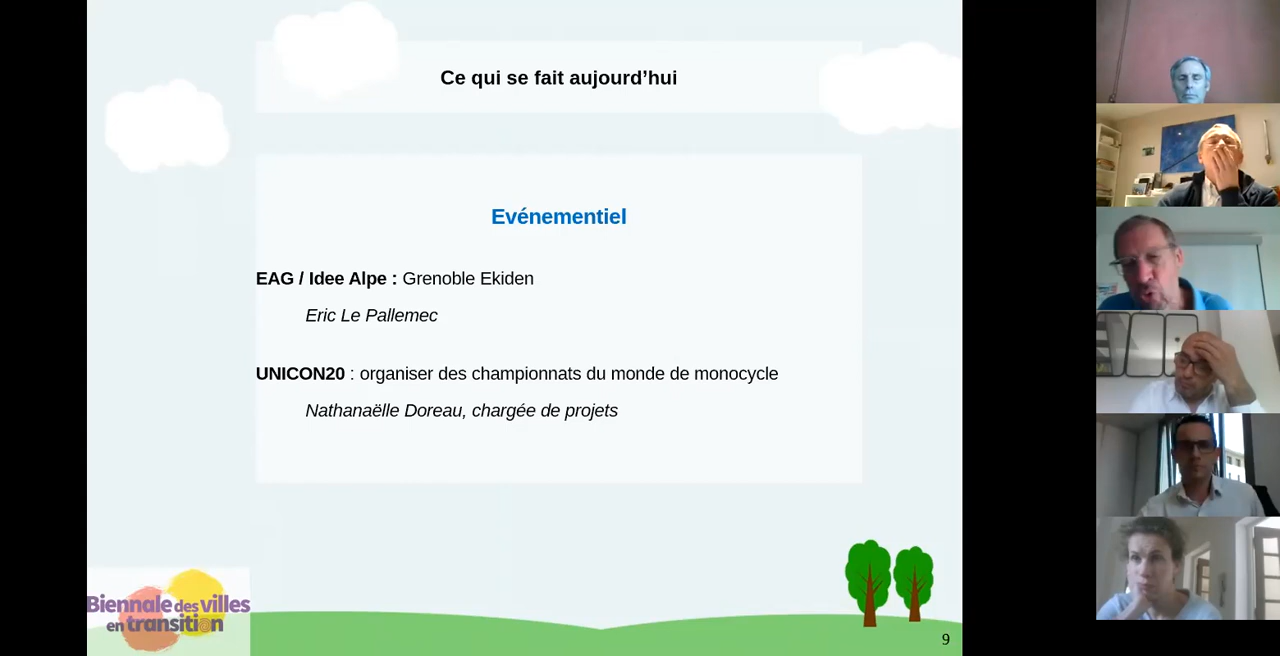 Ce qui se fait aujourd’hui
Evénementiel
EAG / Idee Alpe : Grenoble Ekiden
Eric Le Pallemec
UNICON20 : organiser des championnats du monde de monocycle
Nathanaëlle Doreau, chargée de projets
Biennale des villes
en transition
9